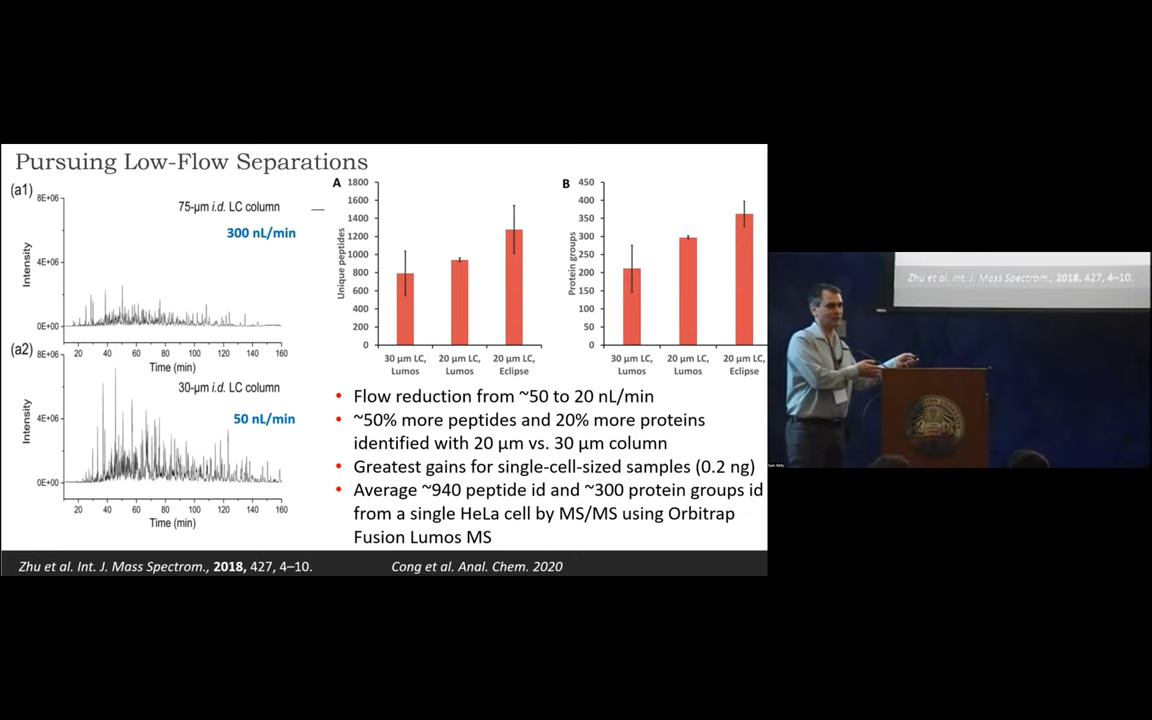 Pursuing Low-Flow Separations
(a1)
8E+06
4E+06
0E+00
Intensity
75-µm i.d. LC column
300 nL/min
20 40 60 80 100 120 140 160
Time (min)
(a2)
8E+06
4E+06
0E+00
Intensity
30-µm i.d. LC column
50 nL/min
20 40 60 80 100 120 140 160
Time (min)
A
1800
1600
1400
1200
1000
800
600
400
200
0
Unique peptides
30 µm LC, Lumos
20 µm LC, Lumos
20 µm LC, Eclipse
B
450
400
350
300
250
200
150
100
50
0
Protein groups
30 µm LC, Lumos
20 µm LC, Lumos
20 µm LC, Eclipse
• Flow reduction from ~50 to 20 nL/min
• ~50% more peptides and 20% more proteins
identified with 20 µm vs. 30 µm column
• Greatest gains for single-cell-sized samples (0.2 ng)
• Average ~940 peptide id and ~300 protein groups id
from a single HeLa cell by MS/MS using Orbitrap
Fusion Lumos MS
Zhu et al. Int. J. Mass Spectrom., 2018, 427, 4–10.
Cong et al. Anal. Chem. 2020
Zhu et al. Int. J. Mass Spectrom., 2018, 427, 4–10.
Ryan Kelly